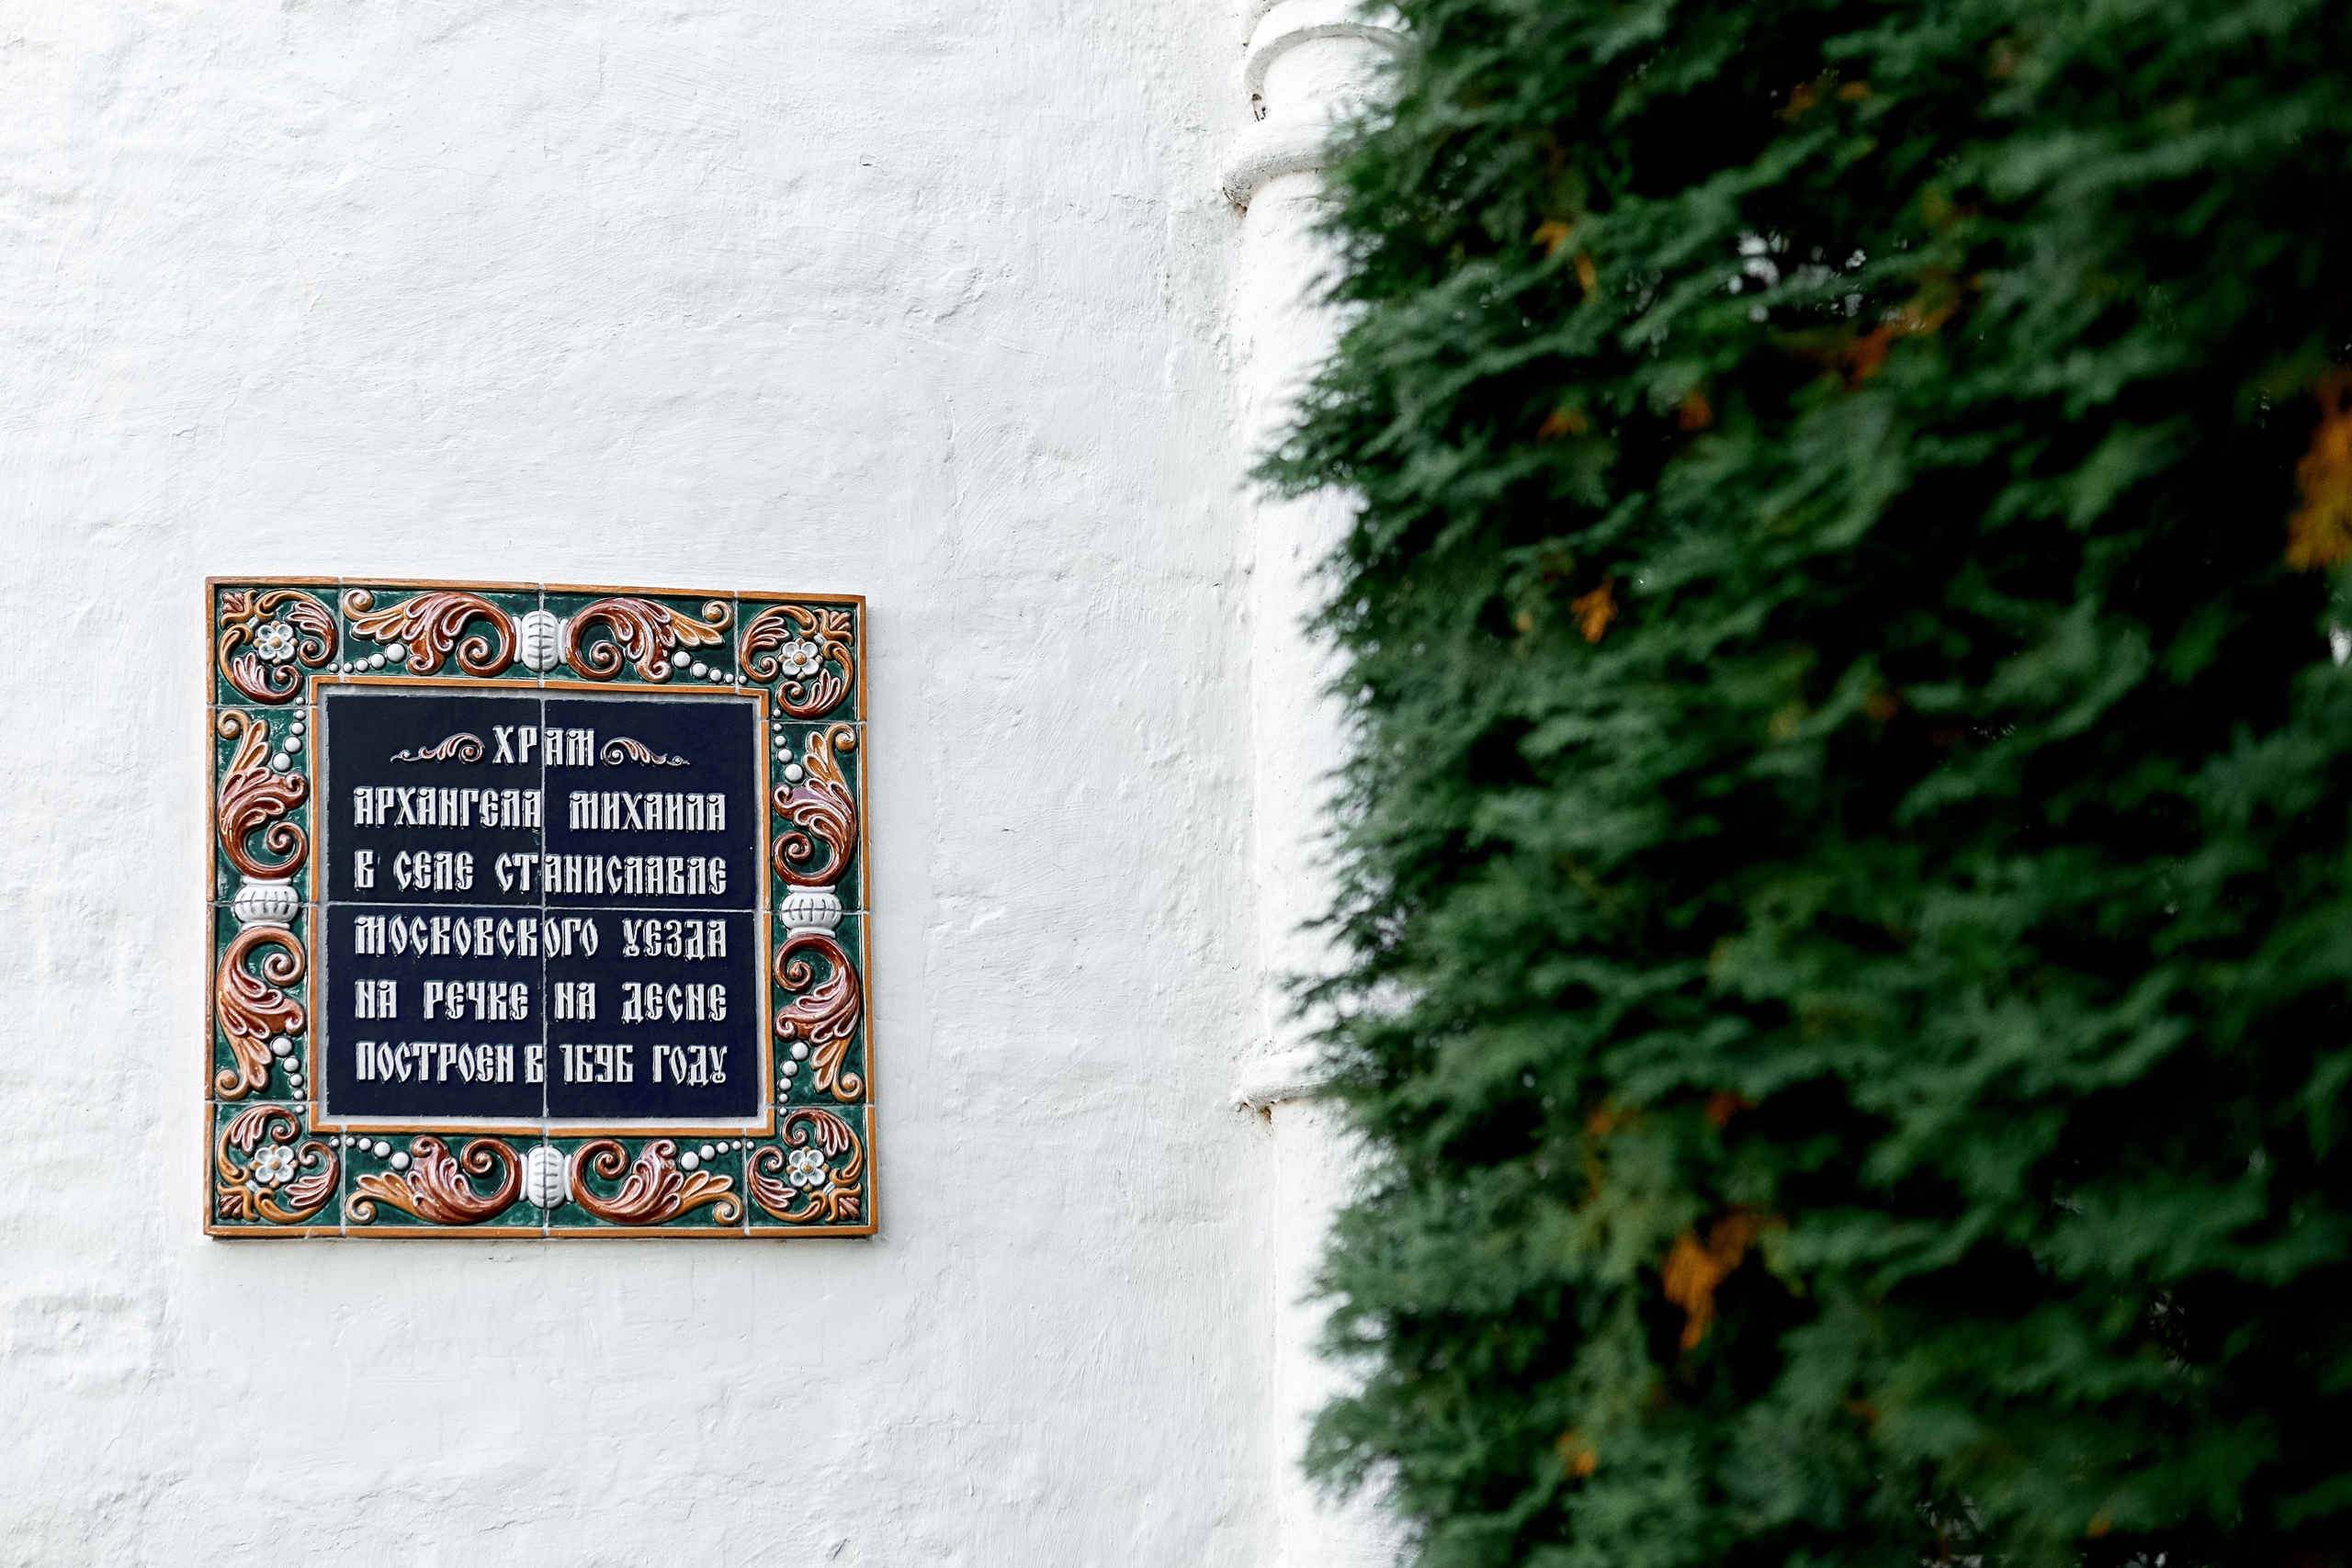 ХРАМ
АРХАНГЕЛА МИХАИЛА
В СЕЛЕ СТАНИСЛАВЛЕ
МОСКОВСКОГО УЕЗДА
НА РЕЧКЕ НА ДЕСНЕ
ПОСТРОЕН В 1696 ГОДУ